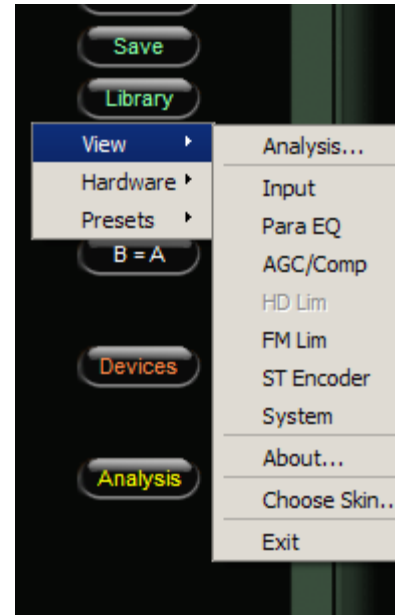 Save
Library
View
Hardware
Presets
B = A
Devices
Analysis
Analysis...
Input
Para EQ
AGC/Comp
HD Lim
FM Lim
ST Encoder
System
About...
Choose Skin..
Exit